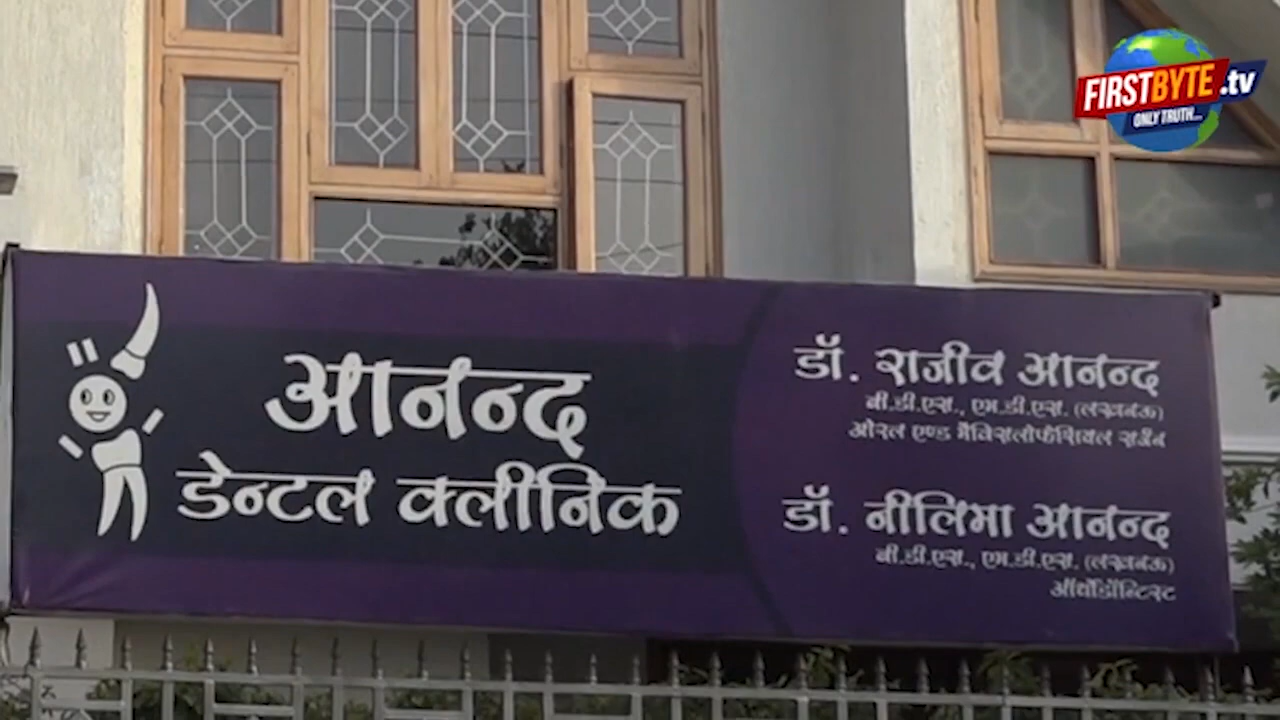 FIRSTBYTE.tv
ONLY TRUTH...
आनन्द
डेन्टल क्लीनिक
डॉ. राजीव आनन्द
बी.डी.एस., एम.डी.एस. (लखनऊ)
ओरल एण्ड मैक्सिलोफेसियल सर्जन
डॉ. नीलिमा आनन्द
बी.डी.एस., एम.डी.एस. (लखनऊ)
ऑर्थोडॉन्टिस्ट